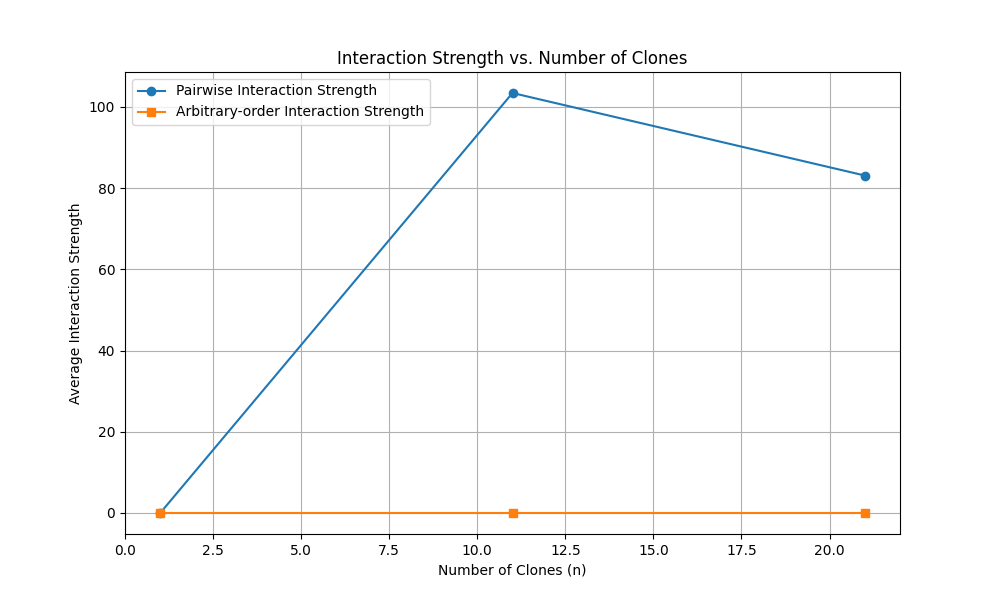 Interaction Strength vs. Number of Clones
Pairwise Interaction Strength
Arbitrary-order Interaction Strength
Average Interaction Strength
100
80
60
40
20
0
0.0 2.5 5.0 7.5 10.0 12.5 15.0 17.5 20.0
Number of Clones (n)